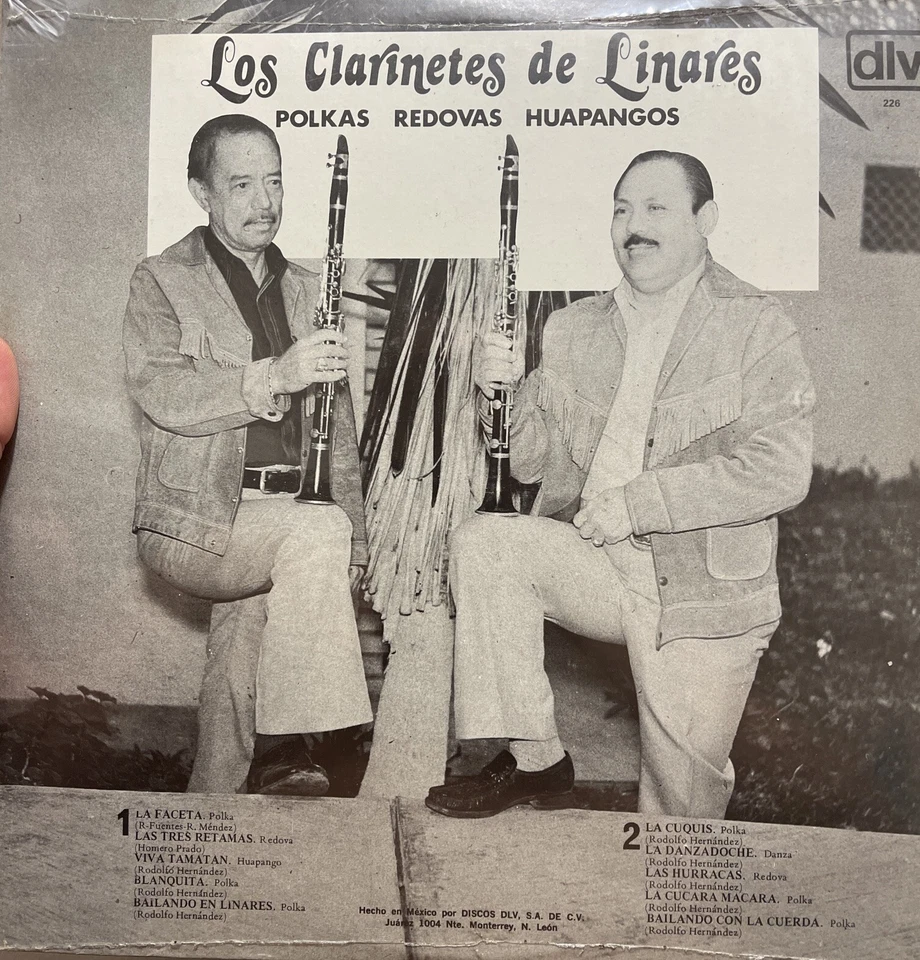 Los Clarinetes de Linares
POLKAS REDOVAS HUAPANGOS
dlv
226
1
LA FACETA. Polka
(R-Fuentes-R. Méndez)
LAS TRES RETAMAS. Redova
(Homero Prado)
VIVA TAMATAN. Huapango
(Rodolfo Hernández)
BLANQUITA. Polka
(Rodolfo Hernández)
BAILANDO EN LINARES. Polka
(Rodolfo Hernández)
Hecho en México por DISCOS DLV, S.A. DE C.V.
Juárez 1004 Nte. Monterrey, N. León
2
LA CUQUIS. Polka
(Rodolfo Hernández)
LA DANZADOCHE. Danza
(Rodolfo Hernández)
LAS HURRACAS. Redova
(Rodolfo Hernández)
LA CUCARA MACARA. Polka
(Rodolfo Hernández)
BAILANDO CON LA CUERDA. Polka
(Rodolfo Hernández)